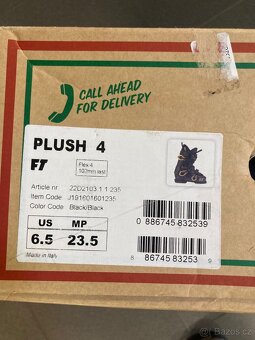 CALL AHEAD
FOR DELIVERY
PLUSH 4
FT
Flex 4
102mm last
Article nr. 22D2103.1.1.235
Item Code J191601601235
Color Code: Black/Black
US MP
6.5 23.5
Made in Italy
0 886745 832539
8 86745 83253 9
Sbazar.cz